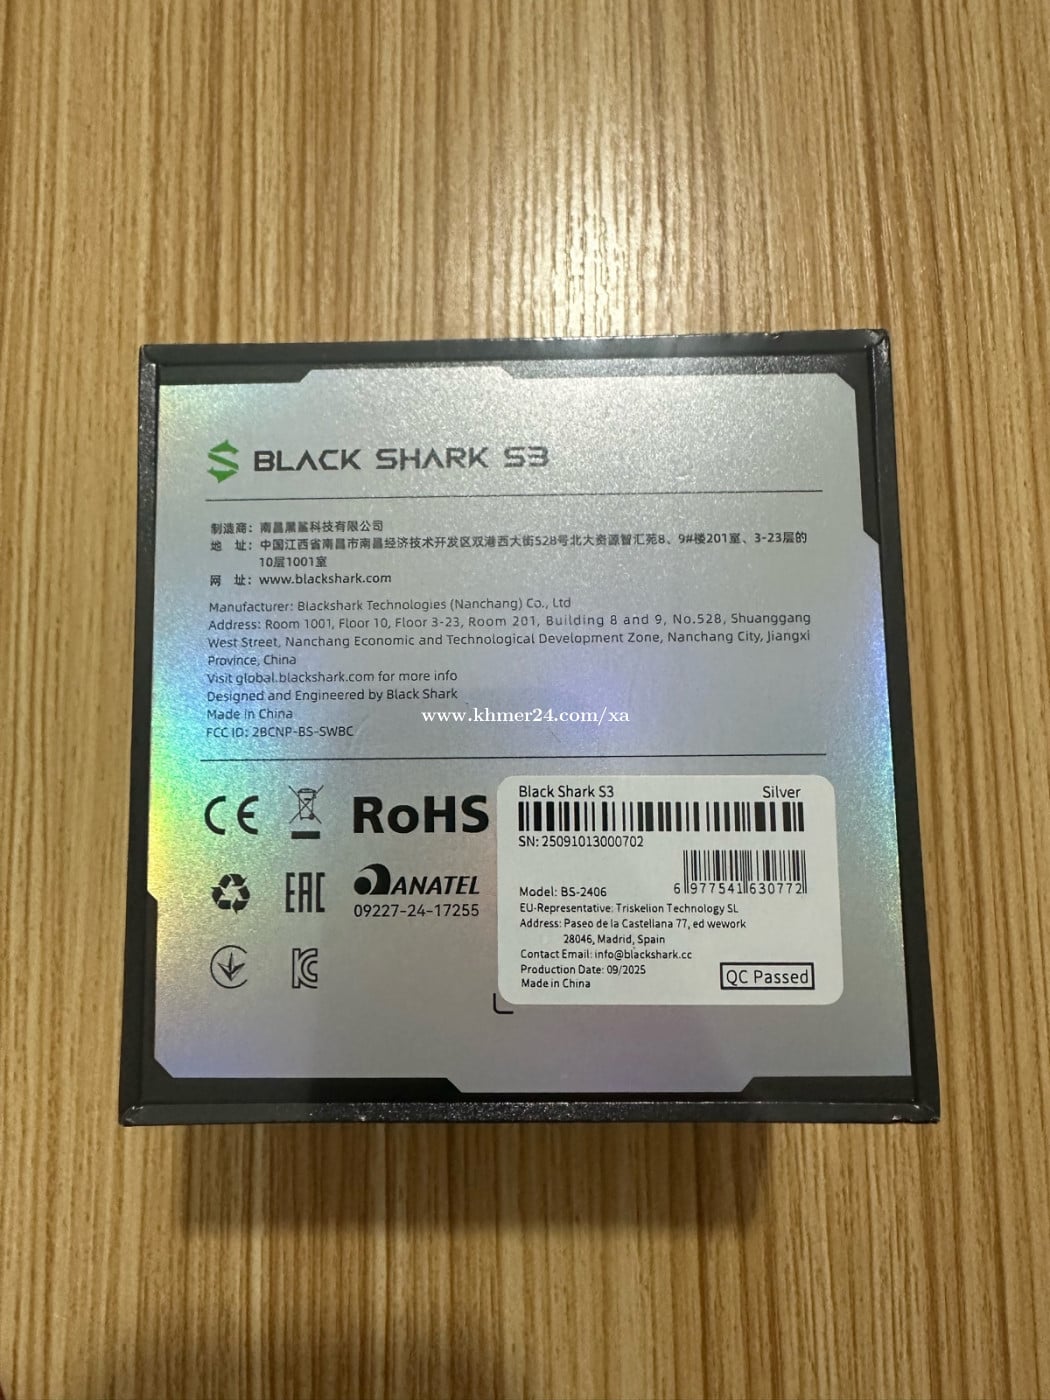 BLACK SHARK S3
制造商：南昌黑鲨科技有限公司
地 址：中国江西省南昌市南昌经济技术开发区双港西大街528号北大资源智汇苑8、9#楼201室、3-23层的
10层1001室
网 址：www.blackshark.com
Manufacturer: Blackshark Technologies (Nanchang) Co., Ltd
Address: Room 1001, Floor 10, Floor 3-23, Room 201, Building 8 and 9, No.528, Shuanggang
West Street, Nanchang Economic and Technological Development Zone, Nanchang City, Jiangxi
Province, China
Visit global.blackshark.com for more info
Designed and Engineered by Black Shark
Made in China
www.khmer24.com/xa
FCC ID: 2BCNP-BS-SWBC
CE
RoHS
EAC
ANATEL
09227-24-17255
Black Shark S3 Silver
SN: 25091013000702
6 977541 630772
Model: BS-2406
EU-Representative: Triskelion Technology SL
Address: Paseo de la Castellana 77, ed wework
28046, Madrid, Spain
Contact Email: info@blackshark.cc
Production Date: 09/2025
Made in China
QC Passed